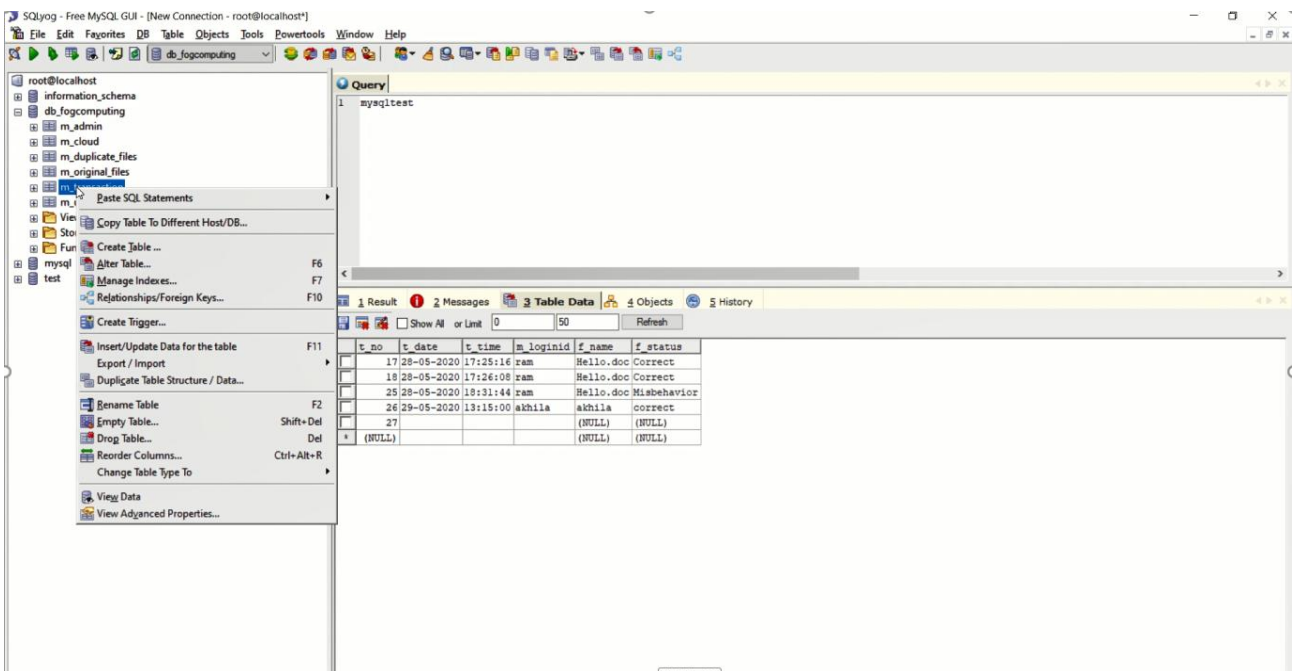 SQLyog - Free MySQL GUI - [New Connection - root@localhost*]
File Edit Favorites DB Table Objects Tools Powertools Window Help
db_fogcomputing
root@localhost
information_schema
db_fogcomputing
m_admin
m_cloud
m_duplicate_files
m_original_files
mysql
test
Paste SQL Statements
Copy Table To Different Host/DB...
Create Table ...
Alter Table... F6
Manage Indexes... F7
Relationships/Foreign Keys... F10
Create Trigger...
Insert/Update Data for the table F11
Export / Import
Duplicate Table Structure / Data...
Rename Table F2
Empty Table... Shift+Del
Drop Table... Del
Reorder Columns... Ctrl+Alt+R
Change Table Type To
View Data
View Advanced Properties...
Query
1 mysqltest
1 Result 2 Messages 3 Table Data 4 Objects 5 History
Show All or Limit 0 50 Refresh
t_no t_date t_time m_loginid f_name f_status
17 28-05-2020 17:25:16 ram Hello.doc Correct
18 28-05-2020 17:26:08 ram Hello.doc Correct
25 28-05-2020 18:31:44 ram Hello.doc Misbehavior
26 29-05-2020 13:15:00 akhila akhila correct
27 (NULL) (NULL)
* (NULL) (NULL) (NULL)